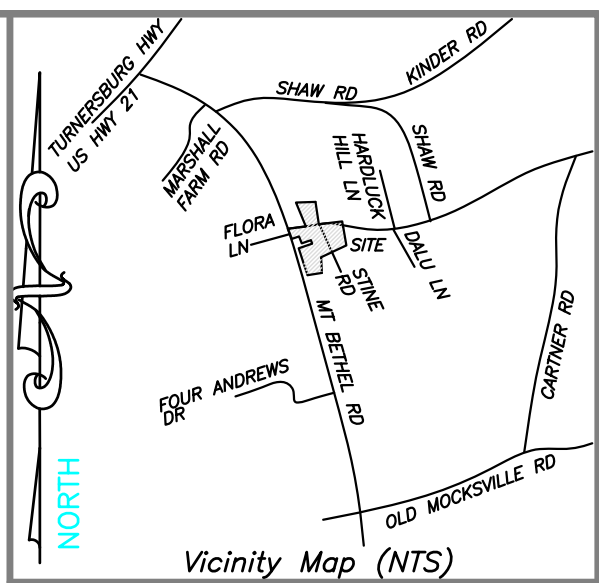 TURNERSBURG HWY
US HWY 21
SHAW RD
KINDER RD
MARSHALL
FARM RD
HARDLUCK
HILL LN
SHAW RD
FLORA
LN
SITE
DALU LN
STINE
RD
MT BETHEL RD
CARTNER RD
FOUR ANDREWS
DR
OLD MOCKSVILLE RD
NORTH
Vicinity Map (NTS)